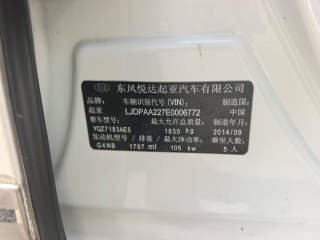 KIA 东风悦达起亚汽车有限公司
品牌: 车辆识别代号(VIN): 制造国:
起亚 LJDPAA227E0006772 中国
整车型号: 最大允许总质量: 制造年月:
YQZ7183AE5 1830 kg 2014/09
发动机型号/排量/最大净功率: 乘坐人数:
G4NB 1797 ml 105 kw 5人